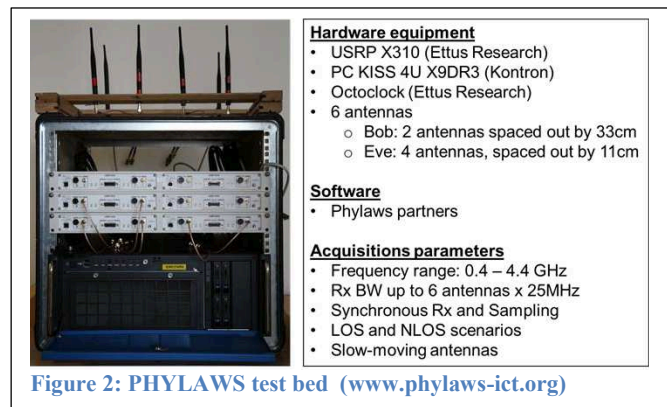 Hardware equipment
• USRP X310 (Ettus Research)
• PC KISS 4U X9DR3 (Kontron)
• Octoclock (Ettus Research)
• 6 antennas
o Bob: 2 antennas spaced out by 33cm
o Eve: 4 antennas, spaced out by 11cm
Software
• Phylaws partners
Acquisitions parameters
• Frequency range: 0.4 – 4.4 GHz
• Rx BW up to 6 antennas x 25MHz
• Synchronous Rx and Sampling
• LOS and NLOS scenarios
• Slow-moving antennas
Figure 2: PHYLAWS test bed (www.phylaws-ict.org)